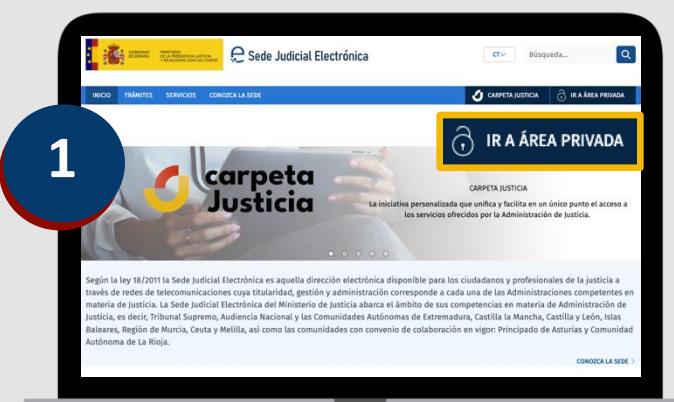 1
GOBIERNO
DE ESPAÑA
MINISTERIO
DE LA PRESIDENCIA, JUSTICIA
Y RELACIONES CON LAS CORTES
Sede Judicial Electrónica
CT
Búsqueda...
INICIO TRÁMITES SERVICIOS CONOZCA LA SEDE
CARPETA JUSTICIA IR A ÁREA PRIVADA
IR A ÁREA PRIVADA
carpeta
Justicia
CARPETA JUSTICIA
La iniciativa personalizada que unifica y facilita en un único punto el acceso a
los servicios ofrecidos por la Administración de Justicia.
Según la ley 18/2011 la Sede Judicial Electrónica es aquella dirección electrónica disponible para los ciudadanos y profesionales de la justicia a
través de redes de telecomunicaciones cuya titularidad, gestión y administración corresponde a cada una de las Administraciones competentes en
materia de Justicia. La Sede Judicial Electrónica del Ministerio de Justicia abarca el ámbito de sus competencias en materia de Administración de
Justicia, es decir, Tribunal Supremo, Audiencia Nacional y las Comunidades Autónomas de Extremadura, Castilla la Mancha, Castilla y León, Islas
Baleares, Región de Murcia, Ceuta y Melilla, así como las comunidades con convenio de colaboración en vigor: Principado de Asturias y Comunidad
Autónoma de La Rioja.
CONOZCA LA SEDE